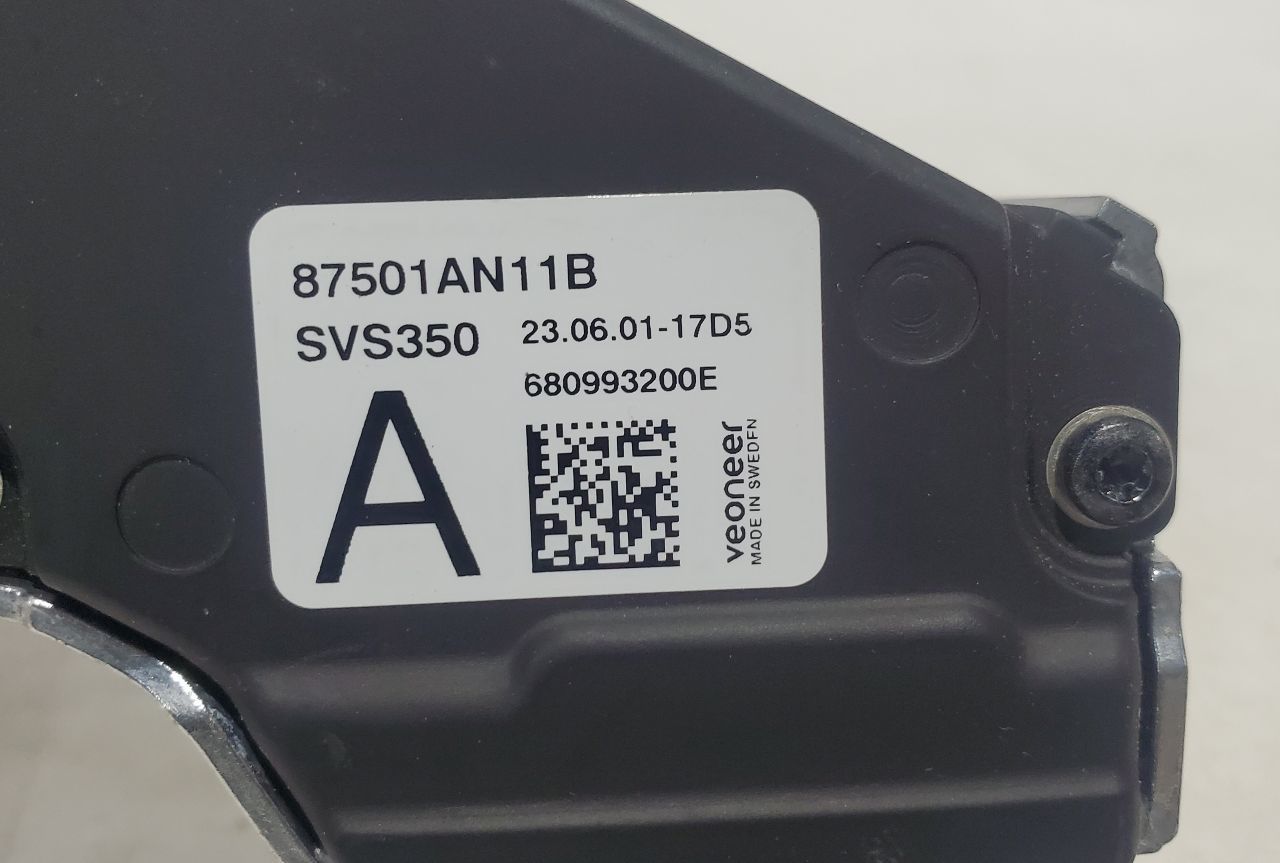 87501AN11B
SVS350 23.06.01-17D5
680993200E
A
veoneer
MADE IN SWEDEN